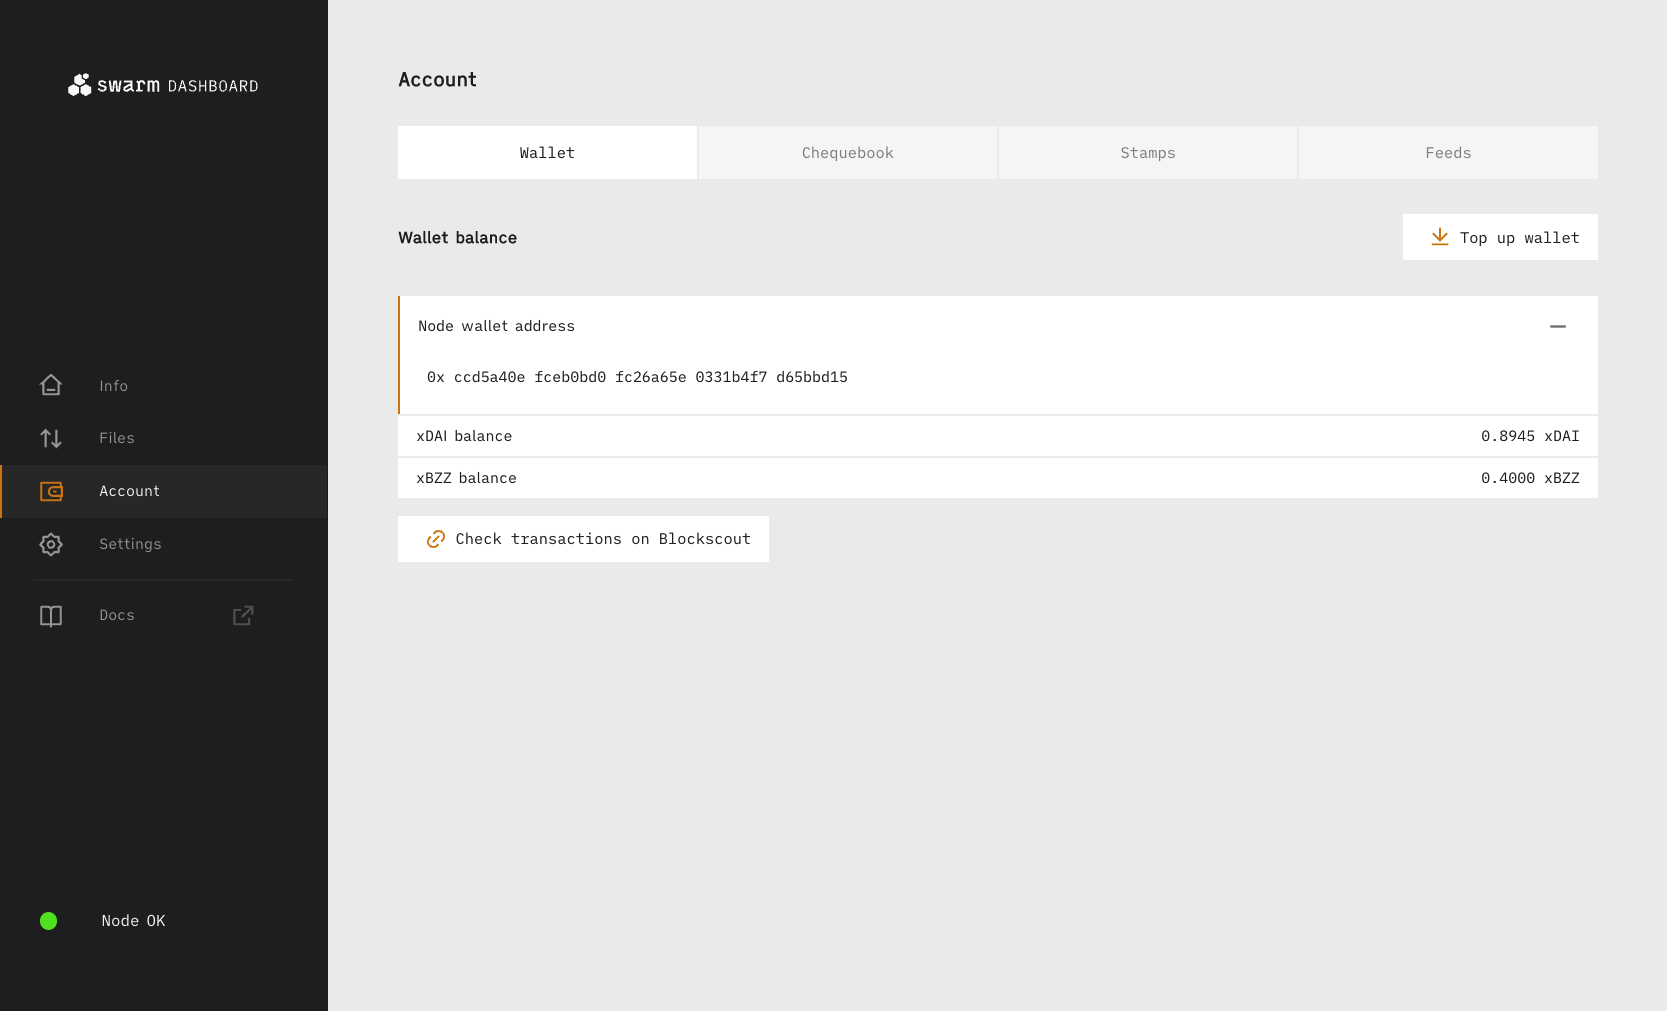 swarm DASHBOARD
Info
Files
Account
Settings
Docs
Node OK
Account
Wallet Chequebook Stamps Feeds
Wallet balance
Top up wallet
Node wallet address
0x ccd5a40e fceb0bd0 fc26a65e 0331b4f7 d65bbd15
xDAI balance 0.8945 xDAI
xBZZ balance 0.4000 xBZZ
Check transactions on Blockscout